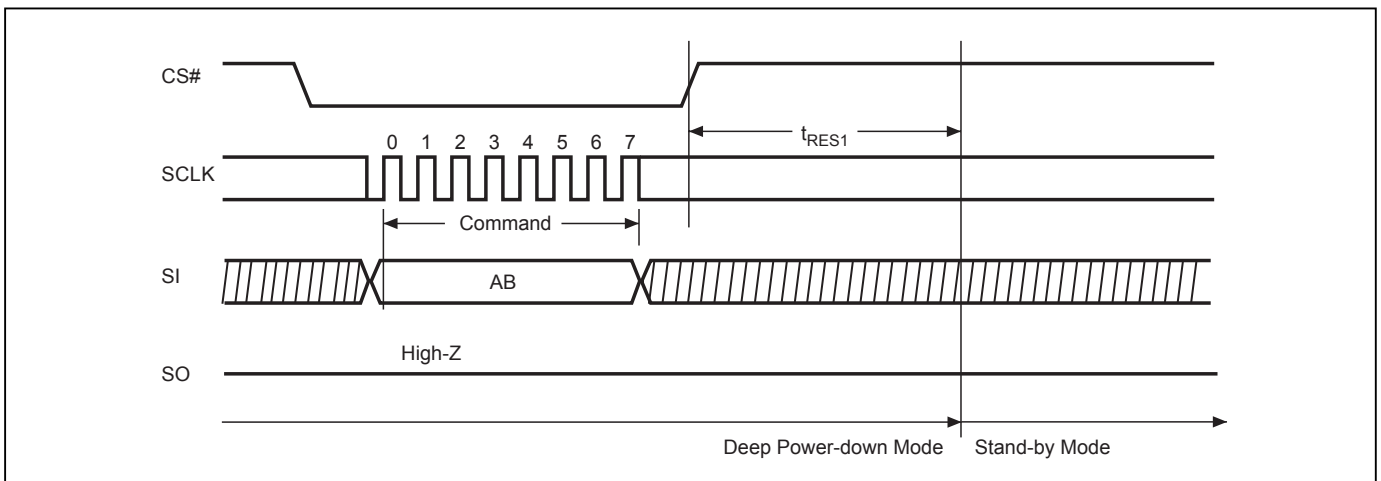 CS#
tRES1
0 1 2 3 4 5 6 7
SCLK
Command
SI
AB
High-Z
SO
Deep Power-down Mode
Stand-by Mode